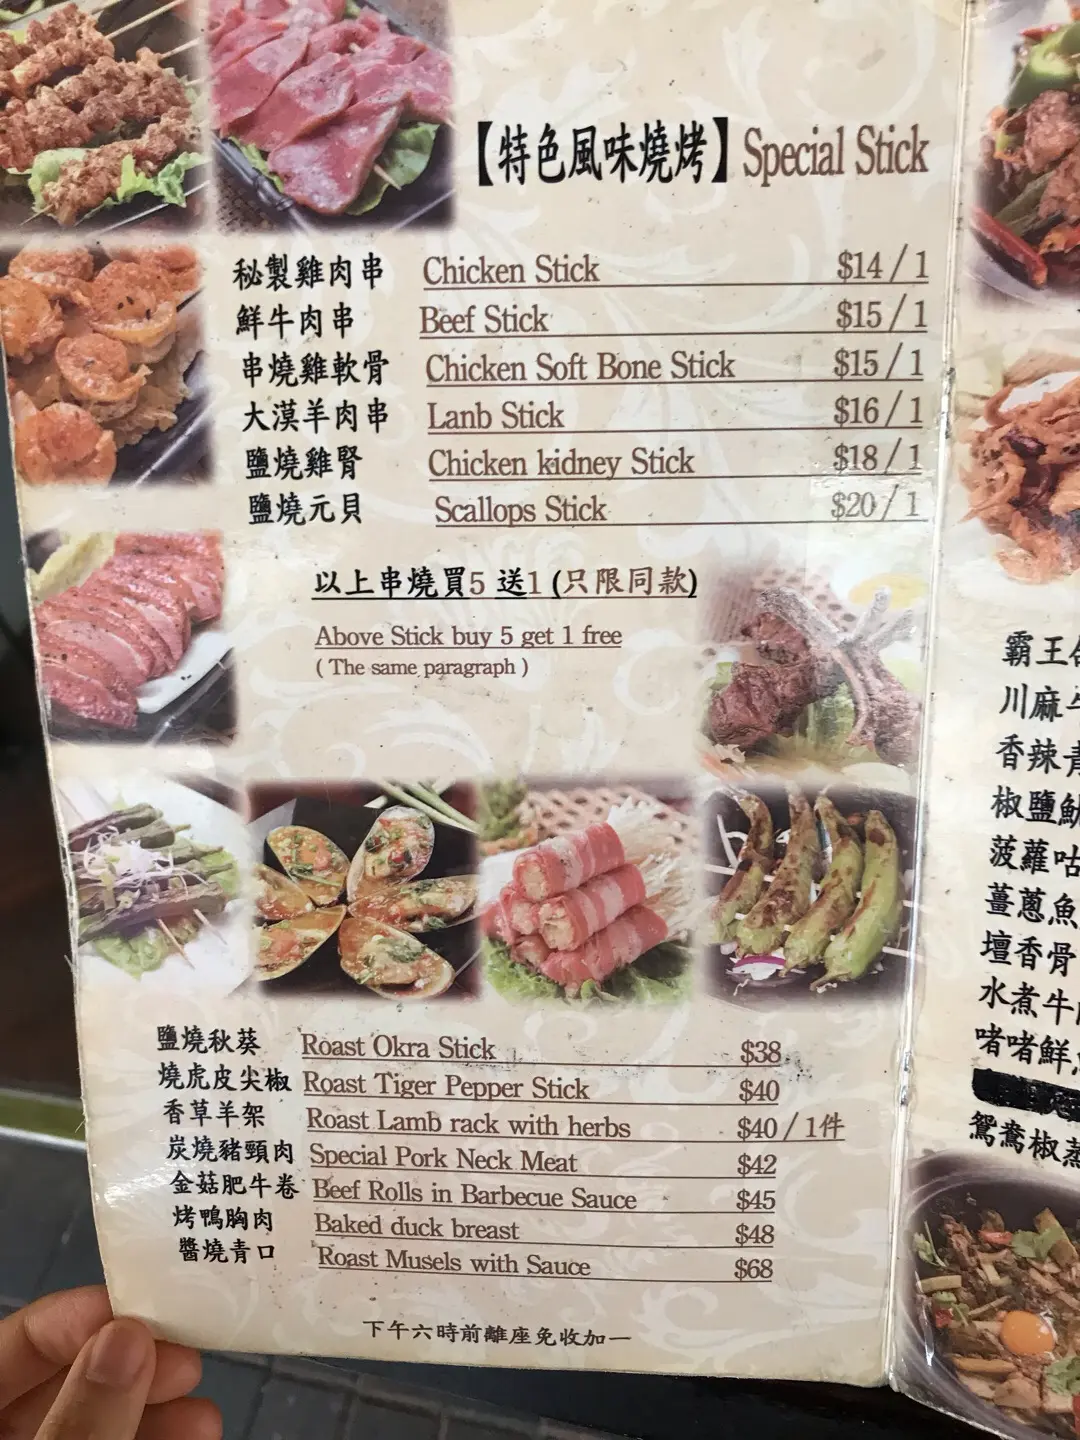 【特色風味燒烤】Special Stick
秘製雞肉串 Chicken Stick $14 / 1
鮮牛肉串 Beef Stick $15 / 1
串燒雞軟骨 Chicken Soft Bone Stick $15 / 1
大漠羊肉串 Lanb Stick $16 / 1
鹽燒雞腎 Chicken kidney Stick $18 / 1
鹽燒元貝 Scallops Stick $20 / 1
以上串燒買5 送1 (只限同款)
Above Stick buy 5 get 1 free
( The same paragraph )
鹽燒秋葵 Roast Okra Stick $38
燒虎皮尖椒 Roast Tiger Pepper Stick $40
香草羊架 Roast Lamb rack with herbs $40 / 1件
炭燒豬頸肉 Special Pork Neck Meat $42
金菇肥牛卷 Beef Rolls in Barbecue Sauce $45
烤鴨胸肉 Baked duck breast $48
醬燒青口 Roast Musels with Sauce $68
下午六時前離座免收加一
霸王
川麻牛
香辣青
椒鹽魷
菠蘿咕
薑蔥魚
壇香骨
水煮牛
啫啫鮮
鴛鴦椒蒸